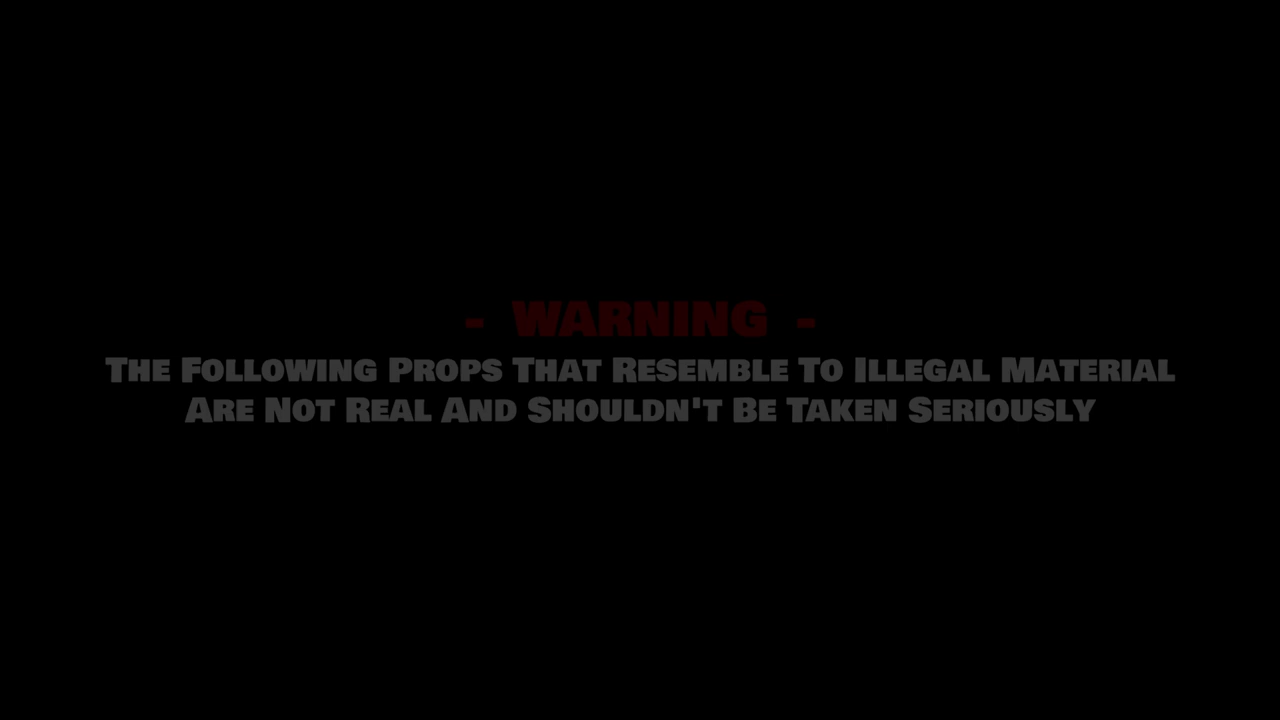 - WARNING -
The Following Props That Resemble To Illegal Material
Are Not Real And Shouldn't Be Taken Seriously